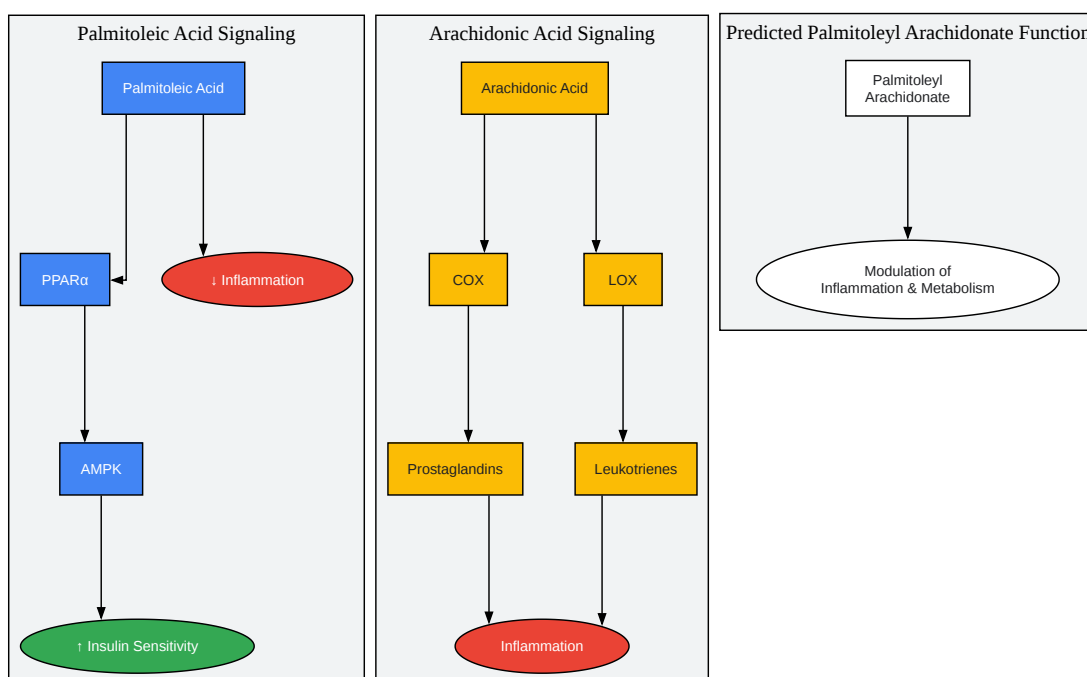 Palmitoleic Acid Signaling
Palmitoleic Acid
PPARα
↓ Inflammation
AMPK
↑ Insulin Sensitivity
Arachidonic Acid Signaling
Arachidonic Acid
COX
LOX
Prostaglandins
Leukotrienes
Inflammation
Predicted Palmitoleyl Arachidonate Function
Palmitoleyl
Arachidonate
Modulation of
Inflammation & Metabolism